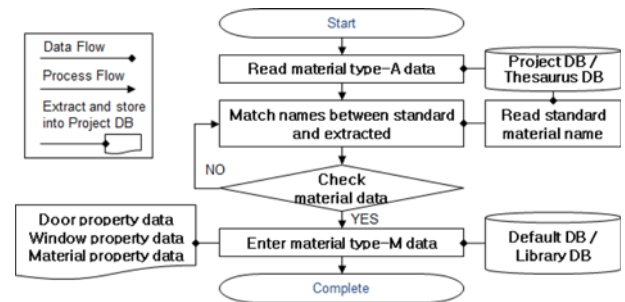 Data Flow
Process Flow
Extract and store
into Project DB
Start
Read material type-A data
Project DB /
Thesaurus DB
Match names between standard
and extracted
Read standard
material name
NO
Check
material data
YES
Door property data
Window property data
Material property data
Enter material type-M data
Default DB /
Library DB
Complete